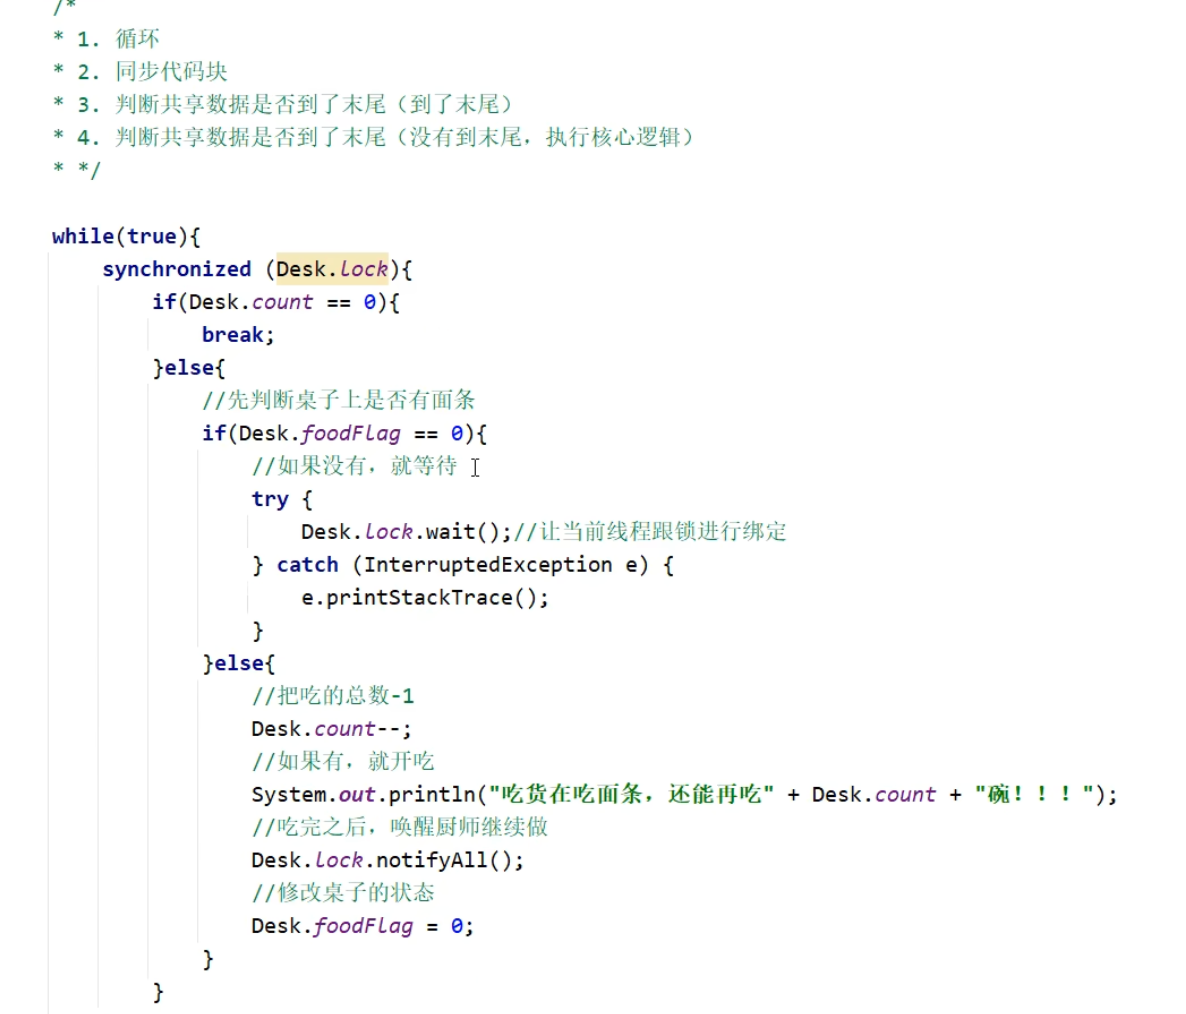 /*
* 1. 循环
* 2. 同步代码块
* 3. 判断共享数据是否到了末尾（到了末尾）
* 4. 判断共享数据是否到了末尾（没有到末尾，执行核心逻辑）
* */
while(true){
synchronized (Desk.lock){
if(Desk.count == 0){
break;
}else{
//先判断桌子上是否有面条
if(Desk.foodFlag == 0){
//如果没有，就等待
try {
Desk.lock.wait();//让当前线程跟锁进行绑定
} catch (InterruptedException e) {
e.printStackTrace();
}
}else{
//把吃的总数-1
Desk.count--;
//如果有，就开吃
System.out.println("吃货在吃面条，还能再吃" + Desk.count + "碗！！！");
//吃完之后，唤醒厨师继续做
Desk.lock.notifyAll();
//修改桌子的状态
Desk.foodFlag = 0;
}
}